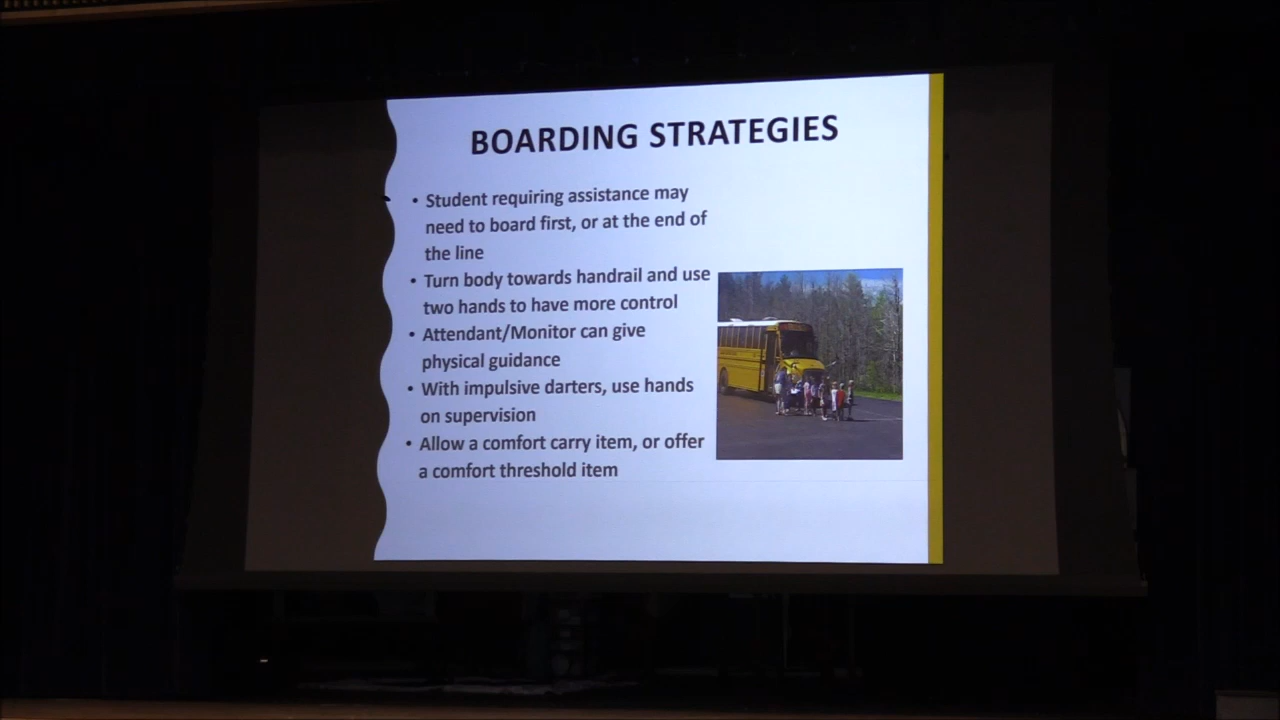 BOARDING STRATEGIES
• Student requiring assistance may
need to board first, or at the end of
the line
• Turn body towards handrail and use
two hands to have more control
• Attendant/Monitor can give
physical guidance
• With impulsive darters, use hands
on supervision
• Allow a comfort carry item, or offer
a comfort threshold item